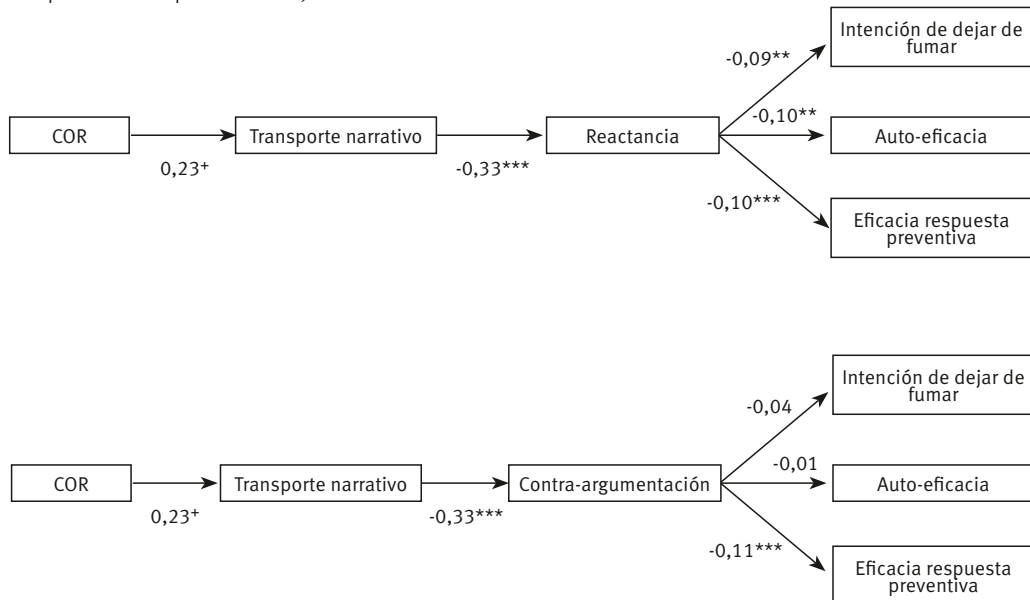 Intención de dejar de
fumar
-0,09**
-0,10**
COR
Transporte narrativo
Reactancia
Auto-eficacia
0,23+
-0,33***
-0,10***
Eficacia respuesta
preventiva
Intención de dejar de
fumar
-0,04
-0,01
COR
Transporte narrativo
Contra-argumentación
Auto-eficacia
0,23+
-0,33***
-0,11***
Eficacia respuesta
preventiva